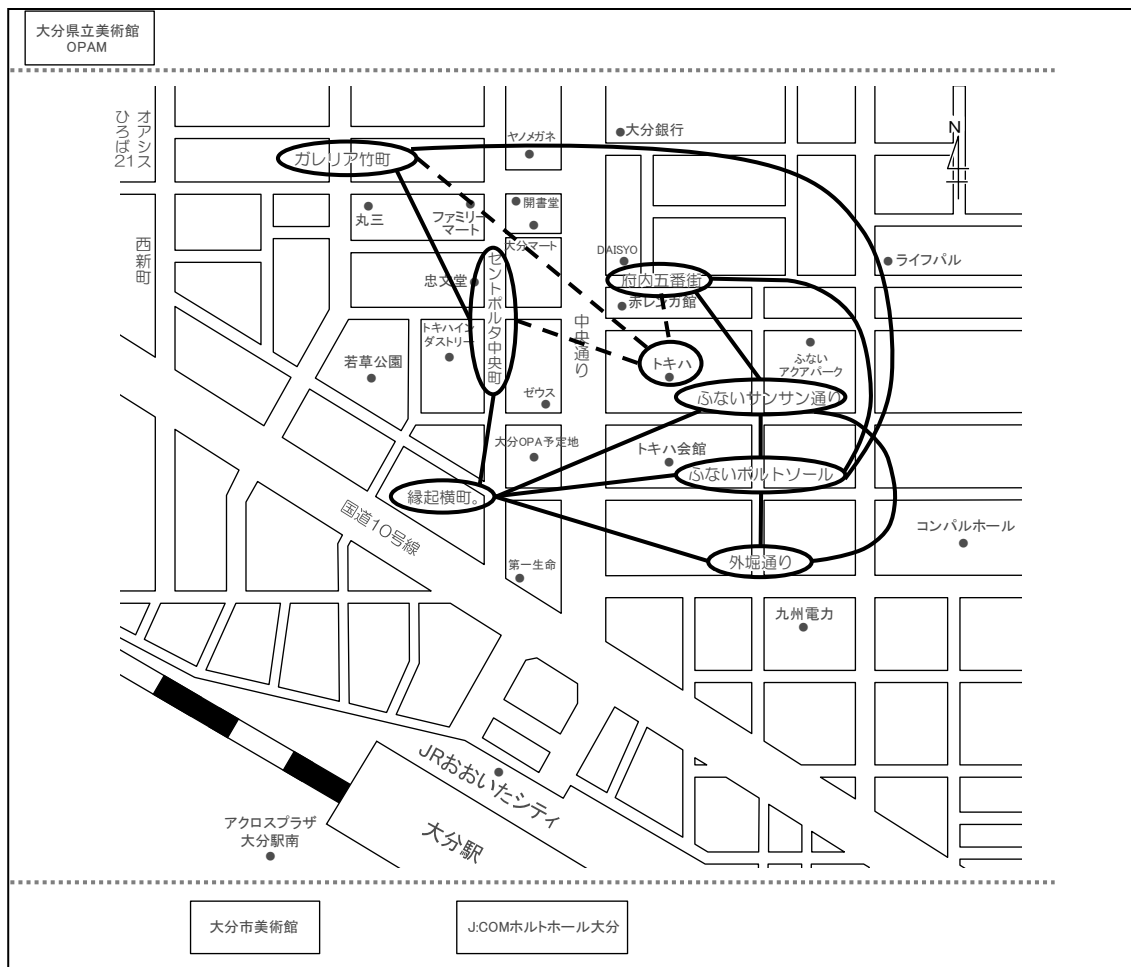 大分県立美術館
OPAM
オアシス
ひろば21
ヤノメガネ
大分銀行
N
ガレリア竹町
丸三
ファミリー
マート
開書堂
西新町
大分マート
DAISYO
ライフパル
忠文堂
セントポルタ中央町
府内五番街
赤レンガ館
中央通り
トキハイン
ダストリー
若草公園
トキハ
ふない
アクアパーク
ゼウス
ふないサンサン通り
大分OPA予定地
トキハ会館
ふないポルトソール
縁起横町。
国道10号線
コンパルホール
第一生命
外堀通り
九州電力
JRおおいたシティ
アクロスプラザ
大分駅南
大分駅
大分市美術館
J:COMホルトホール大分